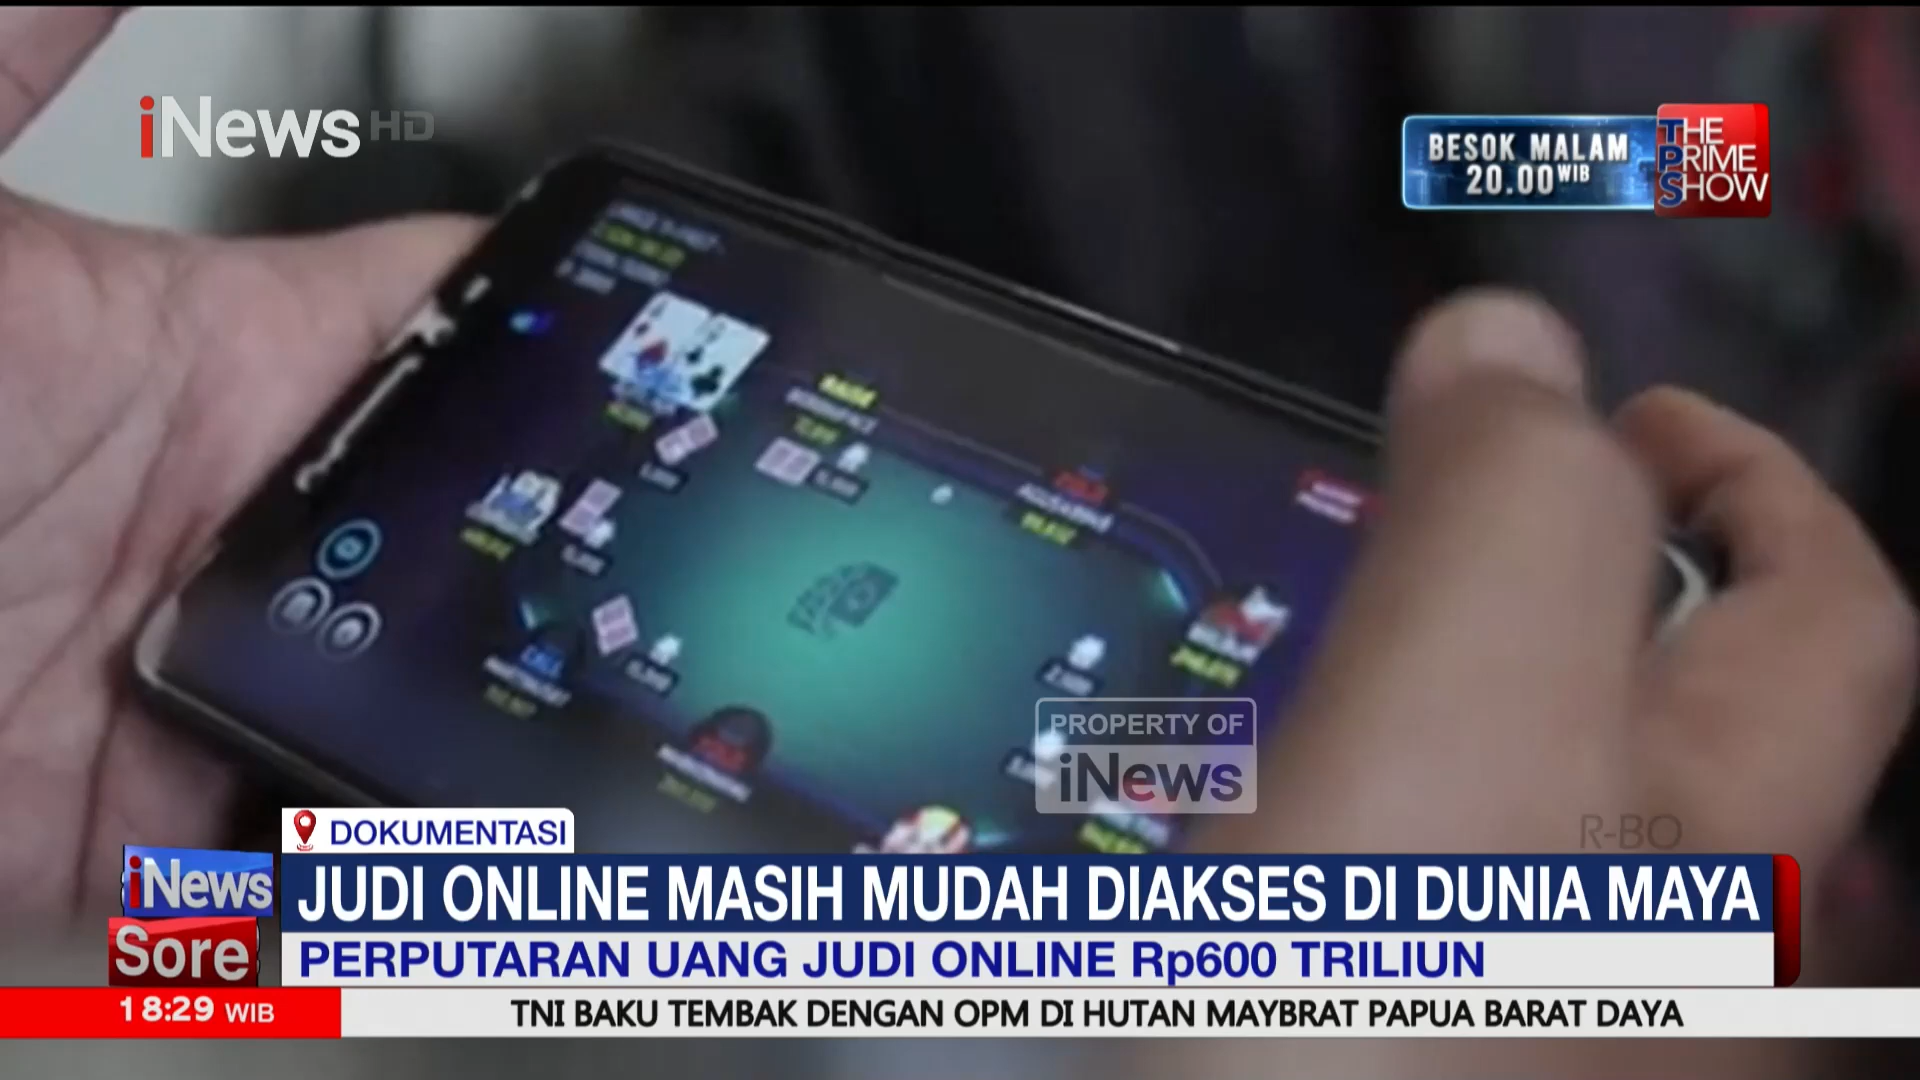 iNews HD
BESOK MALAM
20.00 WIB
THE
PRIME
SHOW
PROPERTY OF
iNews
R-BO
DOKUMENTASI
iNews
Sore
JUDI ONLINE MASIH MUDAH DIAKSES DI DUNIA MAYA
PERPUTARAN UANG JUDI ONLINE Rp600 TRILIUN
18:29 WIB
TNI BAKU TEMBAK DENGAN OPM DI HUTAN MAYBRAT PAPUA BARAT DAYA